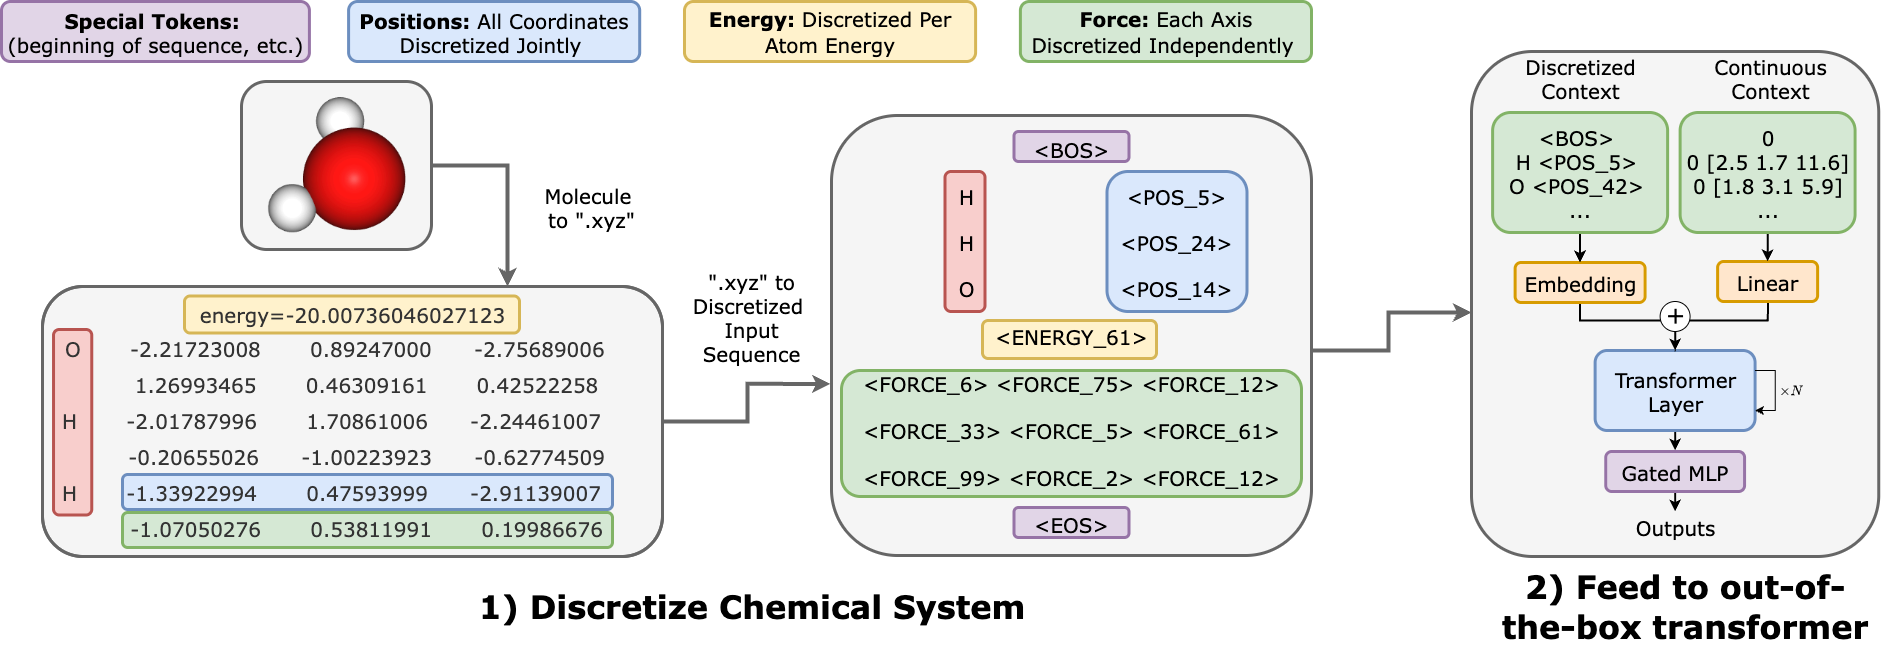 Special Tokens:
(beginning of sequence, etc.)
Positions: All Coordinates
Discretized Jointly
Energy: Discretized Per
Atom Energy
Force: Each Axis
Discretized Independently
Molecule
to ".xyz"
energy=-20.00736046027123
O -2.21723008 0.89247000 -2.75689006
1.26993465 0.46309161 0.42522258
H -2.01787996 1.70861006 -2.24461007
-0.20655026 -1.00223923 -0.62774509
H -1.33922994 0.47593999 -2.91139007
-1.07050276 0.53811991 0.19986676
".xyz" to
Discretized
Input
Sequence
<BOS>
H <POS_5>
H <POS_24>
O <POS_14>
<ENERGY_61>
<FORCE_6> <FORCE_75> <FORCE_12>
<FORCE_33> <FORCE_5> <FORCE_61>
<FORCE_99> <FORCE_2> <FORCE_12>
<EOS>
1) Discretize Chemical System
Discretized
Context
<BOS>
H <POS_5>
O <POS_42>
...
Continuous
Context
0
0 [2.5 1.7 11.6]
0 [1.8 3.1 5.9]
...
Embedding
Linear
+
Transformer
Layer
×N
Gated MLP
Outputs
2) Feed to out-of-
the-box transformer